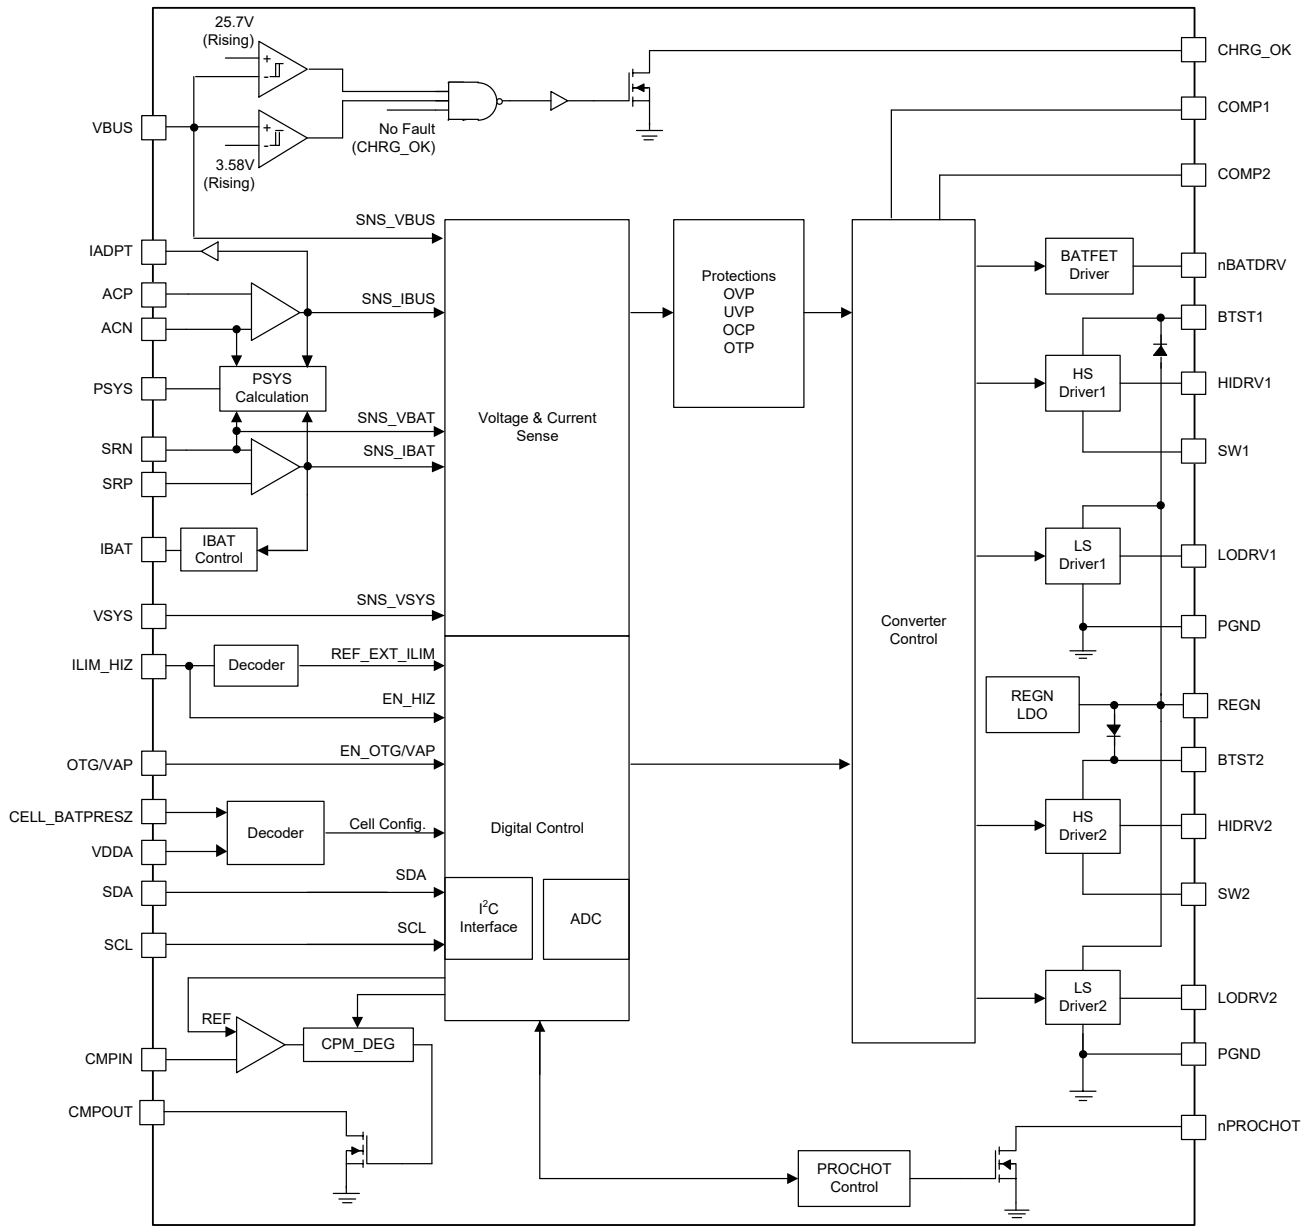 25.7V
(Rising)
CHRG_OK
COMP1
VBUS
No Fault
(CHRG_OK)
3.58V
(Rising)
COMP2
SNS_VBUS
IADPT
BATFET
Driver
nBATDRV
Protections
OVP
UVP
OCP
OTP
ACP
SNS_IBUS
BTST1
ACN
PSYS
PSYS
Calculation
HS
Driver1
HIDRV1
SNS_VBAT
Voltage & Current
Sense
SRN
SNS_IBAT
SW1
SRP
IBAT
IBAT
Control
LS
Driver1
LODRV1
SNS_VSYS
VSYS
Converter
Control
PGND
ILIM_HIZ
Decoder
REF_EXT_ILIM
EN_HIZ
REGN
LDO
REGN
EN_OTG/VAP
OTG/VAP
BTST2
CELL_BATPRESZ
Decoder
Cell Config.
Digital Control
HS
Driver2
HIDRV2
VDDA
SDA
SDA
I²C
Interface
ADC
SW2
SCL
SCL
LS
Driver2
LODRV2
REF
CPM_DEG
CMPIN
PGND
CMPOUT
nPROCHOT
PROCHOT
Control